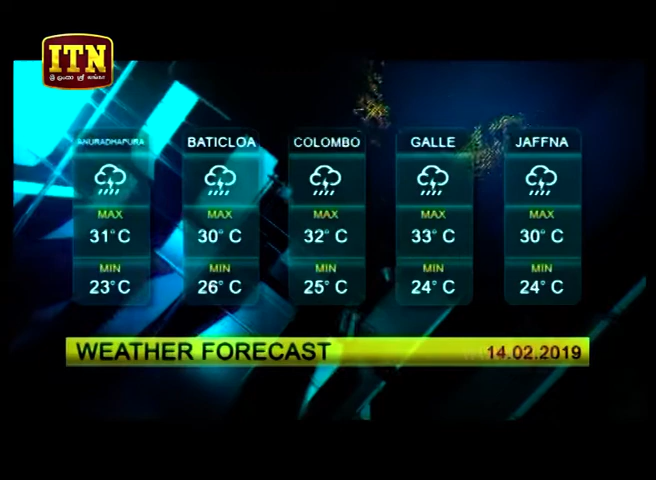 ITN
ශ්‍රී ලංකා
ANURADHAPURA BATICLOA COLOMBO GALLE JAFFNA
MAX MAX MAX MAX MAX
31°C 30°C 32°C 33°C 30°C
MIN MIN MIN MIN MIN
23°C 26°C 25°C 24°C 24°C
WEATHER FORECAST 14.02.2019